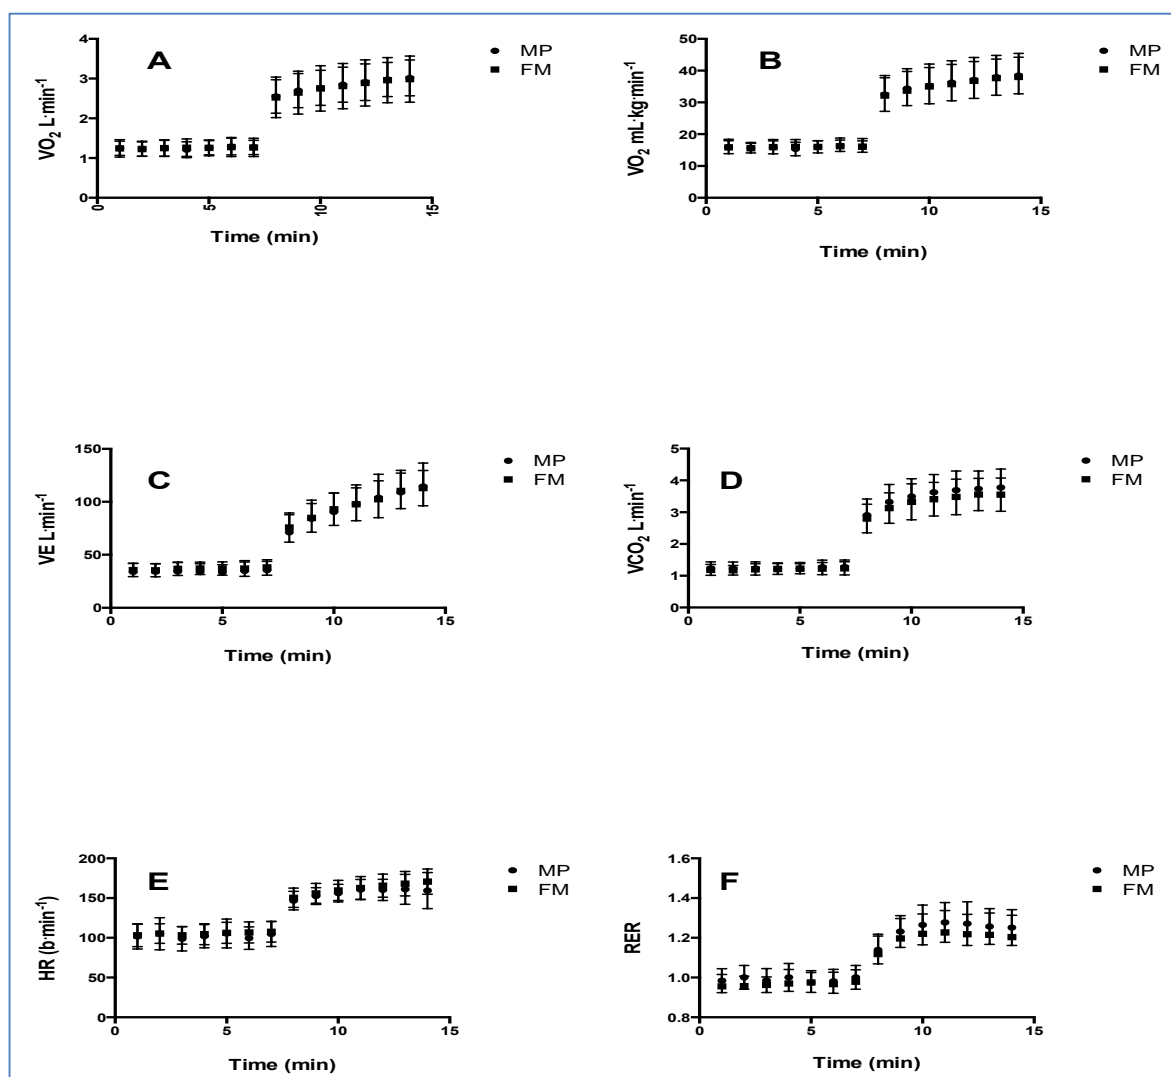 A
MP
FM
VO2 L·min-1
4
3
2
1
0
0
5
10
15
Time (min)
B
MP
FM
VO2 mL·kg·min-1
50
40
30
20
10
0
0
5
10
15
Time (min)
C
MP
FM
VE L·min-1
150
100
50
0
0
5
10
15
Time (min)
D
MP
FM
VCO2 L·min-1
5
4
3
2
1
0
0
5
10
15
Time (min)
E
MP
FM
HR (b·min-1)
200
150
100
50
0
0
5
10
15
Time (min)
F
MP
FM
RER
1.6
1.4
1.2
1.0
0.8
0
5
10
15
Time (min)